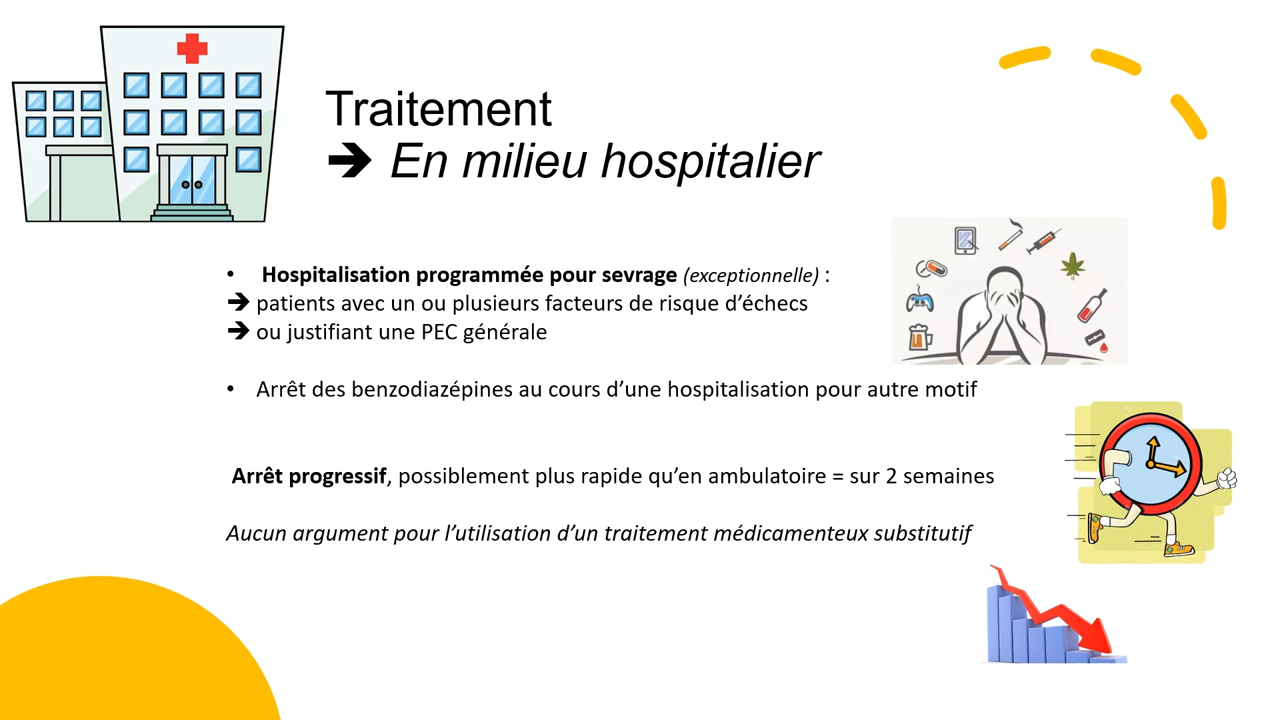 Traitement
➔ En milieu hospitalier
• Hospitalisation programmée pour sevrage (exceptionnelle) :
➔ patients avec un ou plusieurs facteurs de risque d’échecs
➔ ou justifiant une PEC générale
• Arrêt des benzodiazépines au cours d’une hospitalisation pour autre motif
Arrêt progressif, possiblement plus rapide qu’en ambulatoire = sur 2 semaines
Aucun argument pour l’utilisation d’un traitement médicamenteux substitutif